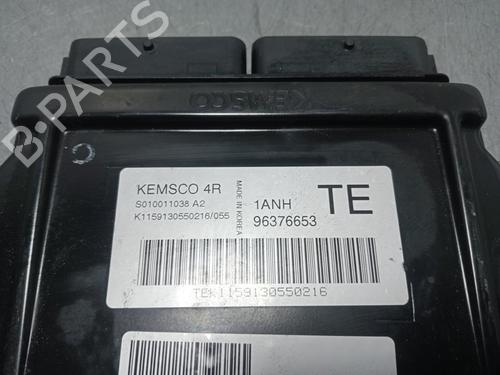 KEMSCO
KEMSCO 4R
S010011038 A2
K1159130550216/055
MADE IN KOREA
1ANH
96376653
TE
TEK1159130550216
B-PARTS